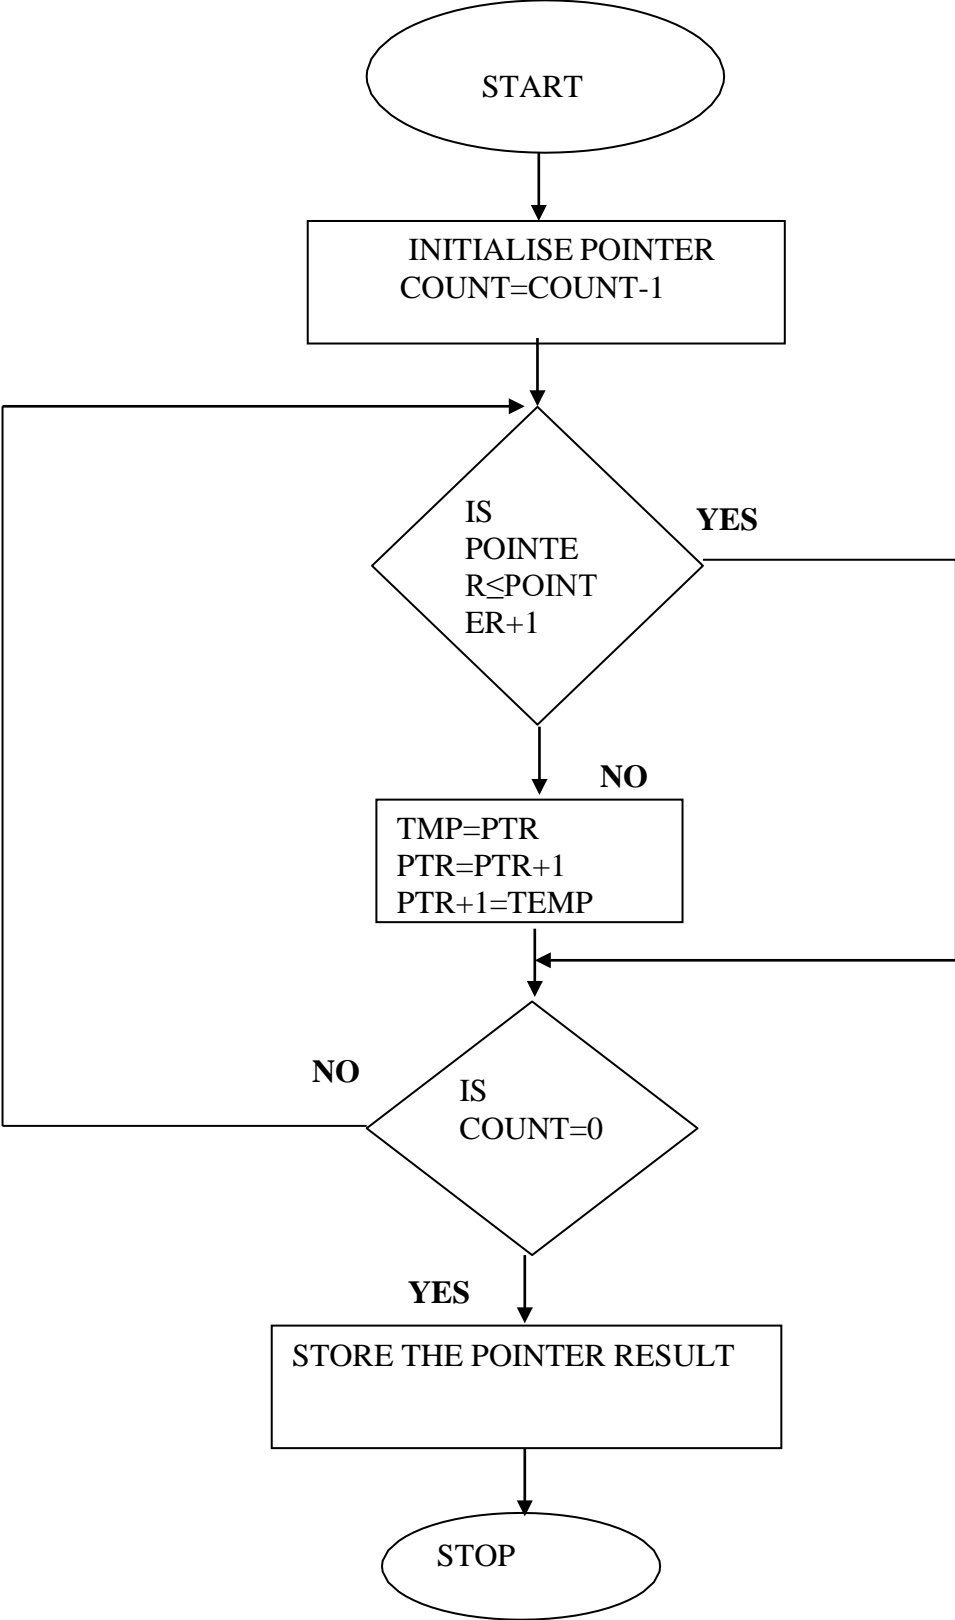 START
INITIALISE POINTER
COUNT=COUNT-1
IS
POINTE
R≤POINT
ER+1
YES
NO
TMP=PTR
PTR=PTR+1
PTR+1=TEMP
NO
IS
COUNT=0
YES
STORE THE POINTER RESULT
STOP